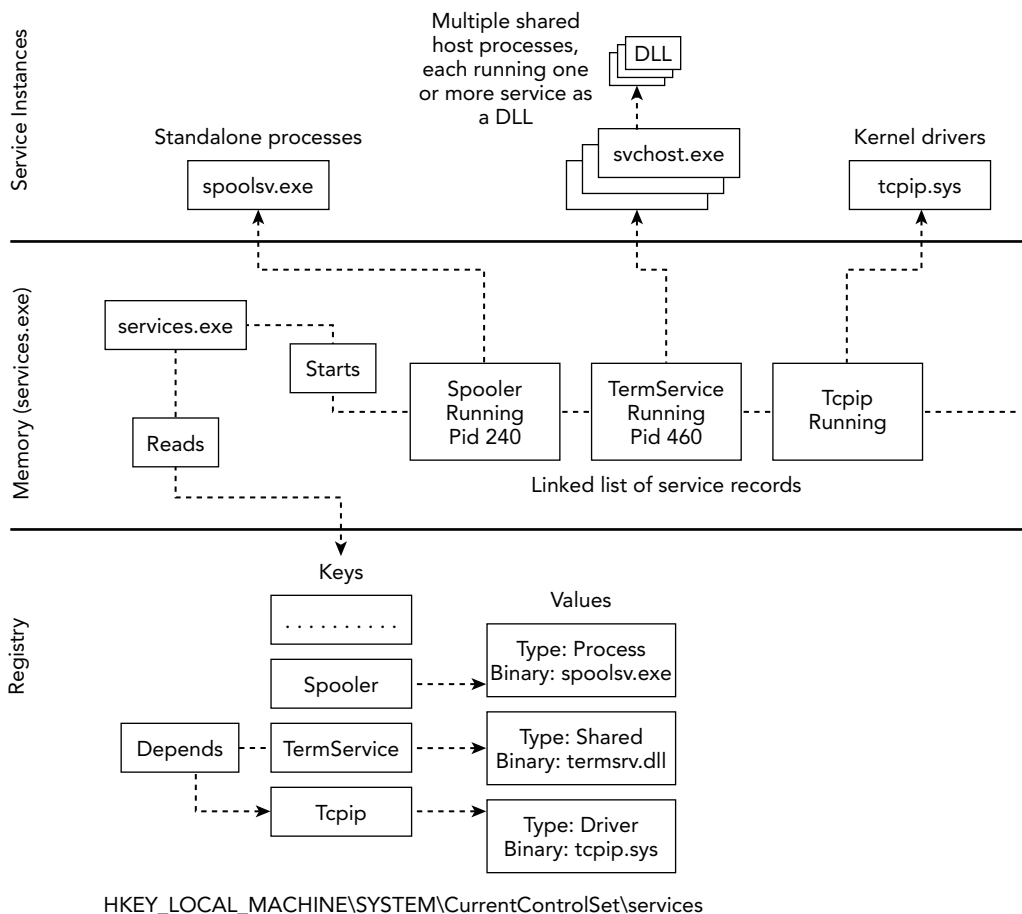 Service Instances
Multiple shared
host processes,
each running one
or more service as
a DLL
DLL
Standalone processes
spoolsv.exe
svchost.exe
Kernel drivers
tcpip.sys
Memory (services.exe)
services.exe
Starts
Reads
Spooler
Running
Pid 240
TermService
Running
Pid 460
Tcpip
Running
Linked list of service records
Registry
Keys
. . . . . . . . . .
Spooler
TermService
Tcpip
Depends
Values
Type: Process
Binary: spoolsv.exe
Type: Shared
Binary: termsrv.dll
Type: Driver
Binary: tcpip.sys
HKEY_LOCAL_MACHINE\SYSTEM\CurrentControlSet\services